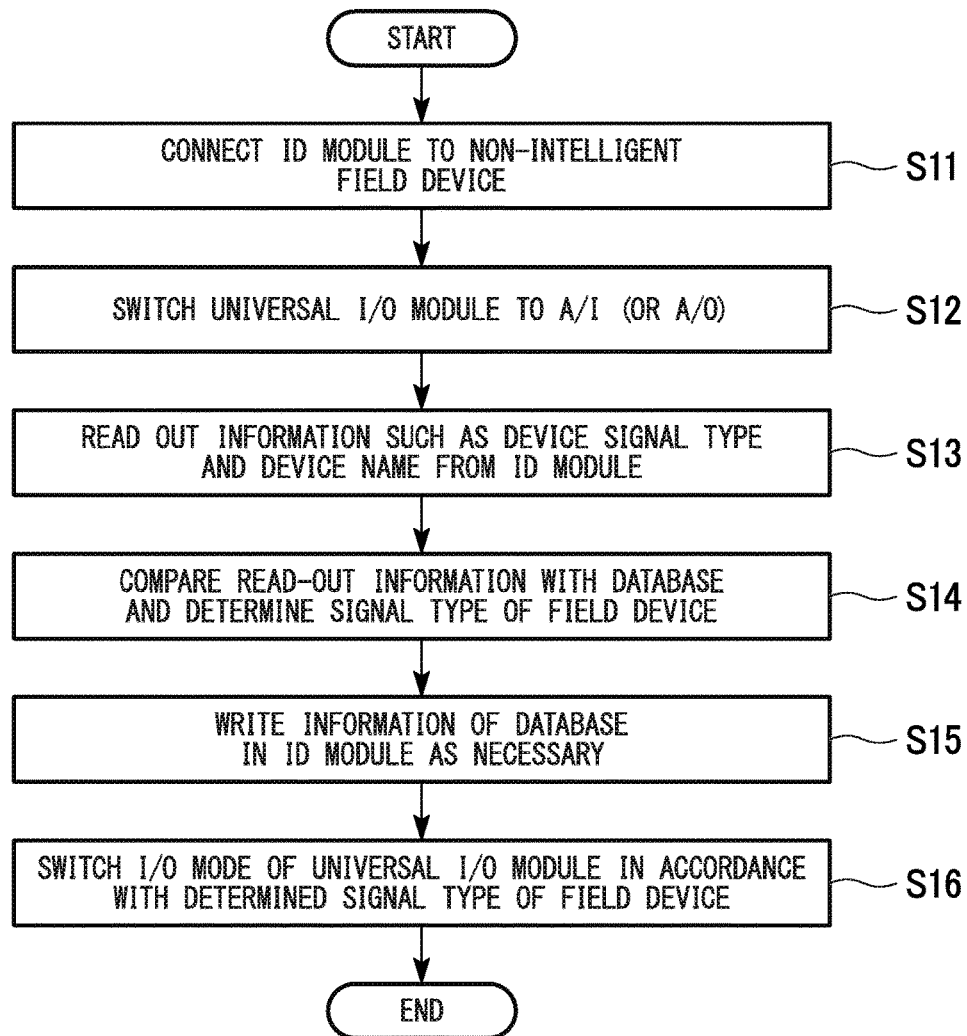 START
CONNECT ID MODULE TO NON-INTELLIGENT
FIELD DEVICE
S11
SWITCH UNIVERSAL I/O MODULE TO A/I (OR A/O)
S12
READ OUT INFORMATION SUCH AS DEVICE SIGNAL TYPE
AND DEVICE NAME FROM ID MODULE
S13
COMPARE READ-OUT INFORMATION WITH DATABASE
AND DETERMINE SIGNAL TYPE OF FIELD DEVICE
S14
WRITE INFORMATION OF DATABASE
IN ID MODULE AS NECESSARY
S15
SWITCH I/O MODE OF UNIVERSAL I/O MODULE IN ACCORDANCE
WITH DETERMINED SIGNAL TYPE OF FIELD DEVICE
S16
END